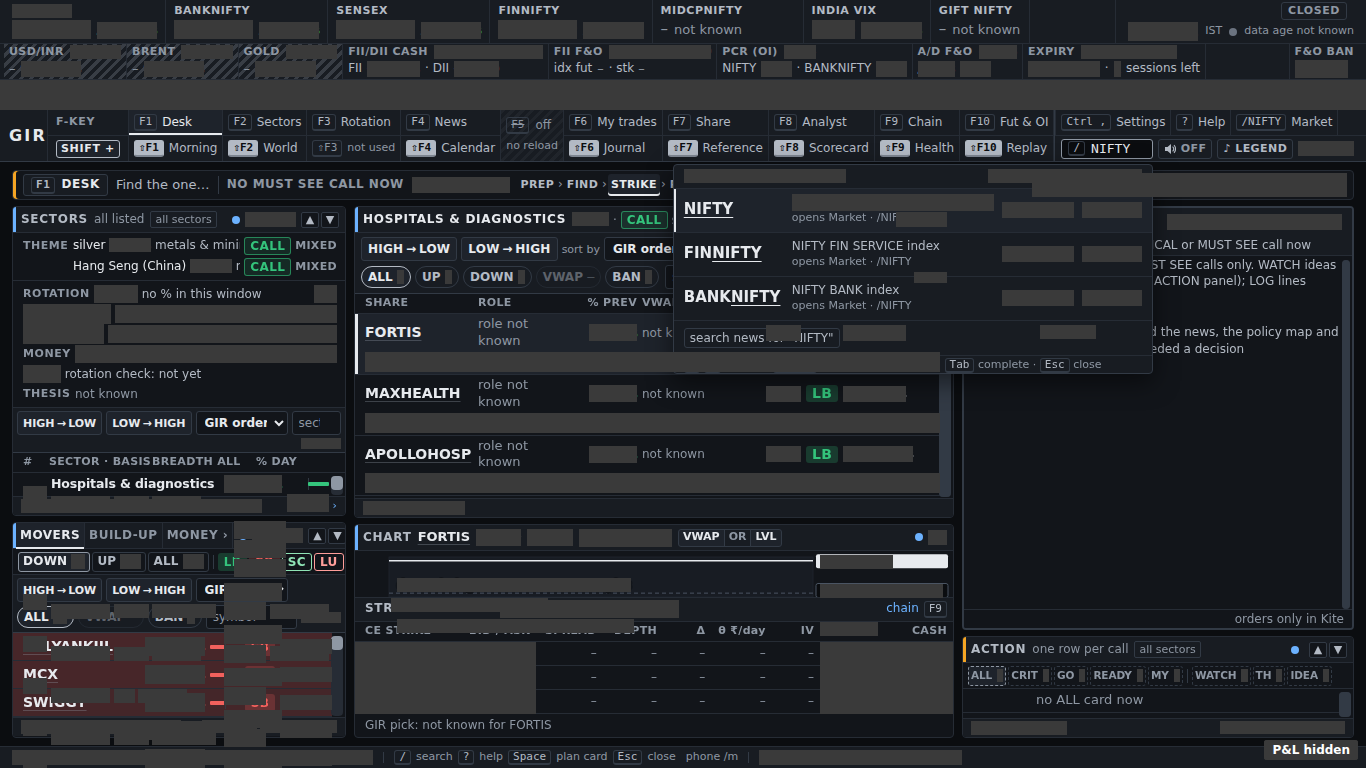 BANKNIFTY SENSEX FINNIFTY MIDCPNIFTY INDIA VIX GIFT NIFTY CLOSED
– not known – not known IST data age not known
USD/INR BRENT GOLD FII/DII CASH FII F&O PCR (OI) A/D F&O EXPIRY F&O BAN
– – – FII · DII idx fut – · stk – NIFTY · BANKNIFTY · sessions left
GIR F-KEY F1 Desk F2 Sectors F3 Rotation F4 News F5 off F6 My trades F7 Share F8 Analyst F9 Chain F10 Fut & OI Ctrl , Settings ? Help /NIFTY Market
SHIFT + ⇧F1 Morning ⇧F2 World ⇧F3 not used ⇧F4 Calendar no reload ⇧F6 Journal ⇧F7 Reference ⇧F8 Scorecard ⇧F9 Health ⇧F10 Replay / NIFTY OFF ♪ LEGEND
F1 DESK Find the one… NO MUST SEE CALL NOW PREP › FIND › STRIKE ›
NIFTY
opens Market · /NIF
FINNIFTY NIFTY FIN SERVICE index
opens Market · /NIFTY
BANKNIFTY NIFTY BANK index
opens Market · /NIFTY
search news NIFTY"
Tab complete · Esc close
SECTORS all listed all sectors ▲ ▼
THEME silver metals & mini CALL MIXED
Hang Seng (China) CALL MIXED
ROTATION no % in this window
MONEY
rotation check: not yet
THESIS not known
HIGH→LOW LOW→HIGH GIR order sect
# SECTOR · BASIS BREADTH ALL % DAY
Hospitals & diagnostics
›
HOSPITALS & DIAGNOSTICS · CALL
HIGH→LOW LOW→HIGH sort by GIR orde
ALL UP DOWN VWAP – BAN
SHARE ROLE % PREV VWA
FORTIS role not known not k
MAXHEALTH role not known not known LB
APOLLOHOSP role not known not known LB
CAL or MUST SEE call now
ST SEE calls only. WATCH ideas
ACTION panel); LOG lines
d the news, the policy map and
eded a decision
orders only in Kite
MOVERS BUILD-UP MONEY › ▲ ▼
DOWN UP ALL SC LU
HIGH→LOW LOW→HIGH GIR
ALL BAN
MCX
SWIGGY
CHART FORTIS VWAP OR LVL
STR chain F9
DEPTH Δ θ ₹/day IV CASH
– – – – –
– – – – –
– – – – –
GIR pick: not known for FORTIS
ACTION one row per call all sectors ▲ ▼
ALL CRIT GO READY MY WATCH TH IDEA
no ALL card now
/ search ? help Space plan card Esc close phone /m
P&L hidden